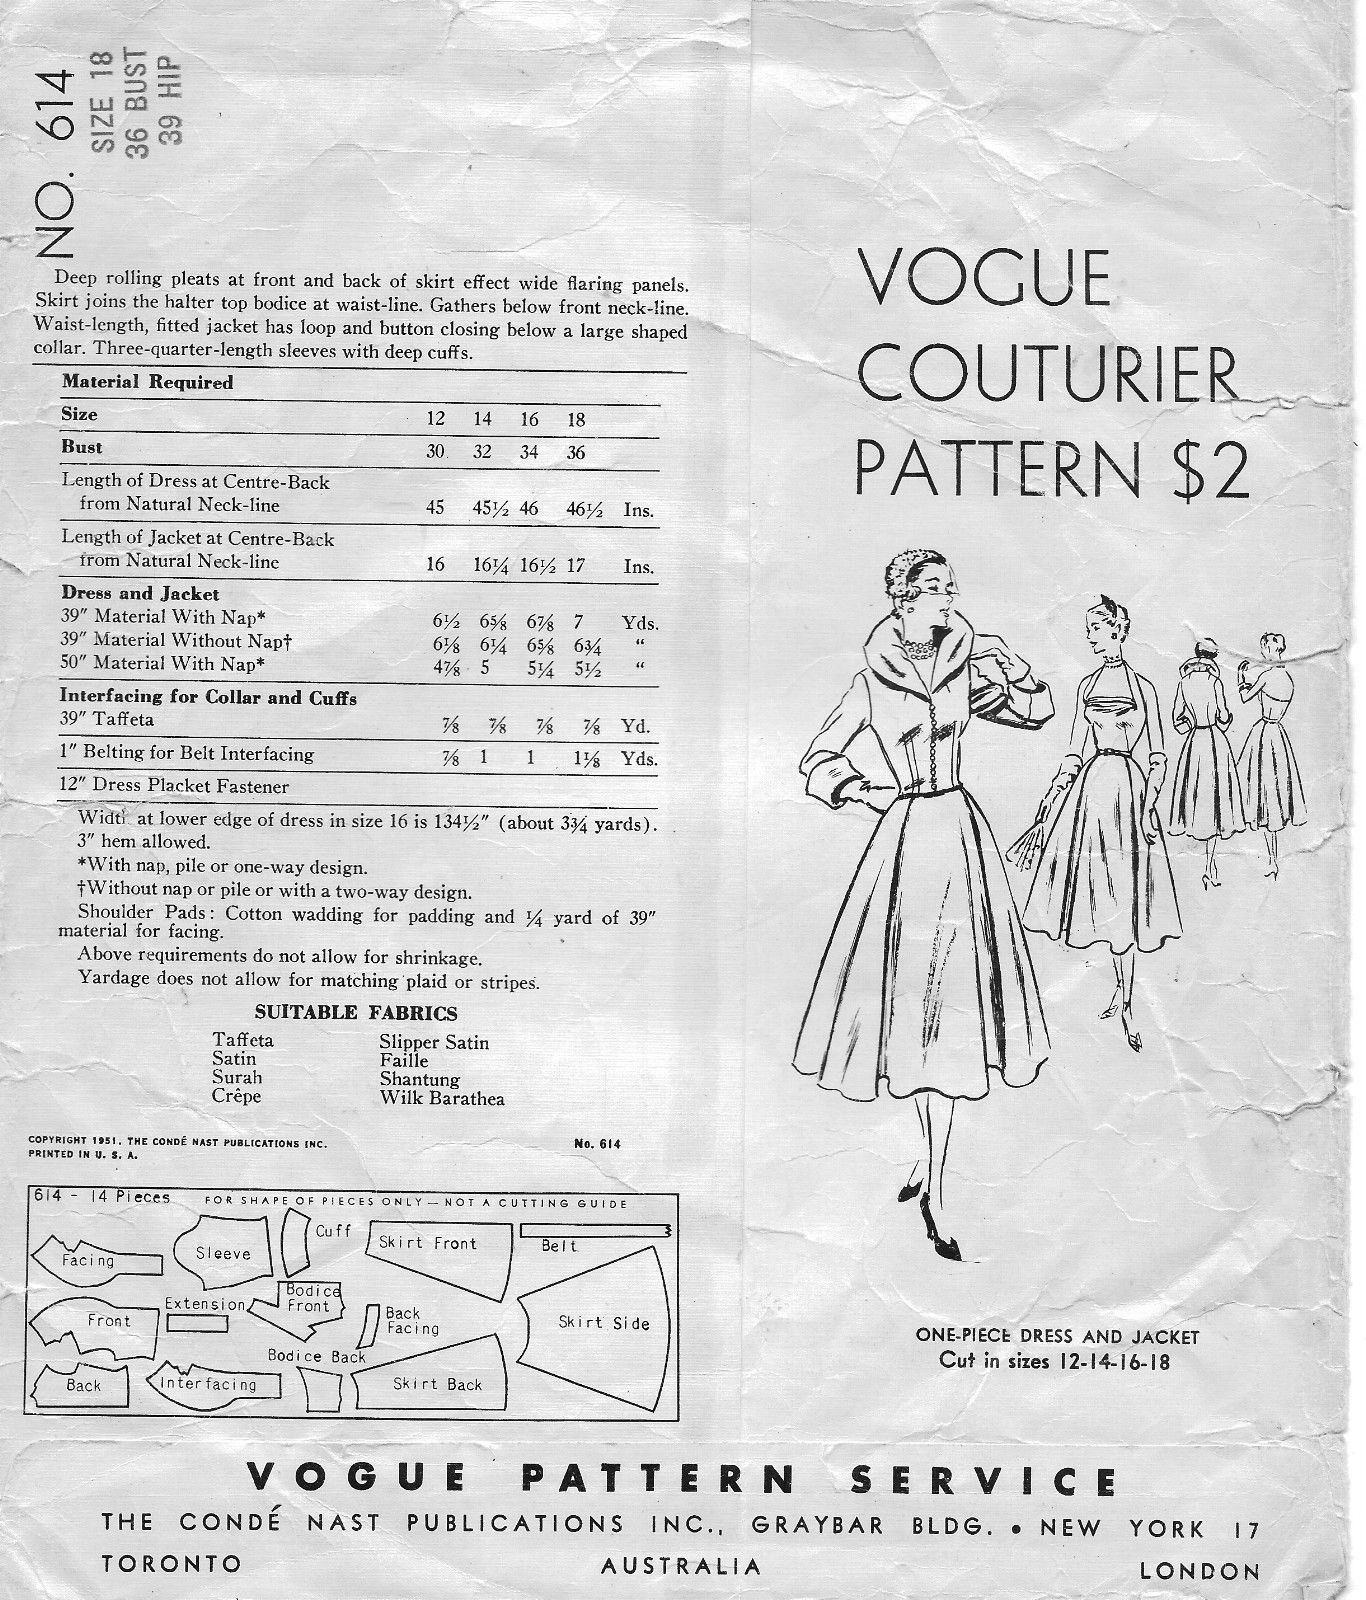 NO. 614
SIZE 18
36 BUST
39 HIP
Deep rolling pleats at front and back of skirt effect wide flaring panels.
Skirt joins the halter top bodice at waist-line. Gathers below front neck-line.
Waist-length, fitted jacket has loop and button closing below a large shaped
collar. Three-quarter-length sleeves with deep cuffs.
Material Required
Size 12 14 16 18
Bust 30 32 34 36
Length of Dress at Centre-Back
from Natural Neck-line 45 45½ 46 46½ Ins.
Length of Jacket at Centre-Back
from Natural Neck-line 16 16¼ 16½ 17 Ins.
Dress and Jacket
39″ Material With Nap* 6½ 6⅝ 6⅞ 7 Yds.
39″ Material Without Nap† 6⅛ 6¼ 6⅝ 6¾ “
50″ Material With Nap* 4⅞ 5 5¼ 5½ “
Interfacing for Collar and Cuffs
39″ Taffeta ⅞ ⅞ ⅞ ⅞ Yd.
1″ Belting for Belt Interfacing ⅞ 1 1 1⅛ Yds.
12″ Dress Placket Fastener
Width at lower edge of dress in size 16 is 134½″ (about 3¾ yards).
3″ hem allowed.
*With nap, pile or one-way design.
†Without nap or pile or with a two-way design.
Shoulder Pads: Cotton wadding for padding and ¼ yard of 39″
material for facing.
Above requirements do not allow for shrinkage.
Yardage does not allow for matching plaid or stripes.
SUITABLE FABRICS
Taffeta Slipper Satin
Satin Faille
Surah Shantung
Crêpe Wilk Barathea
COPYRIGHT 1951, THE CONDÉ NAST PUBLICATIONS INC. No. 614
PRINTED IN U. S. A.
614 - 14 Pieces FOR SHAPE OF PIECES ONLY — NOT A CUTTING GUIDE
Facing
Sleeve
Cuff
Skirt Front
Belt
Front
Extension
Bodice
Front
Back
Facing
Skirt Side
Bodice Back
Back
Interfacing
Skirt Back
VOGUE
COUTURIER
PATTERN $2
ONE-PIECE DRESS AND JACKET
Cut in sizes 12-14-16-18
VOGUE PATTERN SERVICE
THE CONDÉ NAST PUBLICATIONS INC., GRAYBAR BLDG. • NEW YORK 17
TORONTO AUSTRALIA LONDON